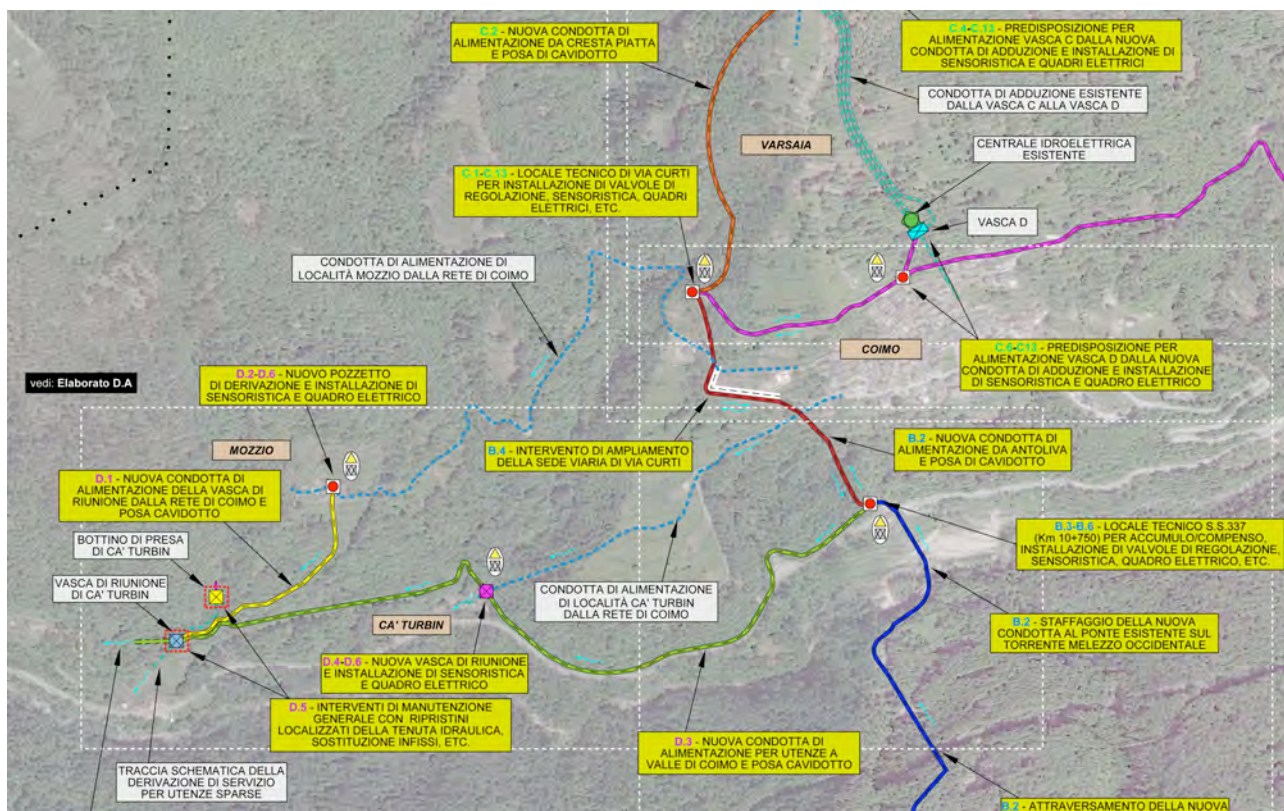 C.2 - NUOVA CONDOTTA DI
ALIMENTAZIONE DA CRESTA PIATTA
E POSA DI CAVIDOTTO
C.4-C.13 - PREDISPOSIZIONE PER
ALIMENTAZIONE VASCA C DALLA NUOVA
CONDOTTA DI ADDUZIONE E INSTALLAZIONE DI
SENSORISTICA E QUADRI ELETTRICI
CONDOTTA DI ADDUZIONE ESISTENTE
DALLA VASCA C ALLA VASCA D
VARSAIA
CENTRALE IDROELETTRICA
ESISTENTE
C.1-C.13 - LOCALE TECNICO DI VIA CURTI
PER INSTALLAZIONE DI VALVOLE DI
REGOLAZIONE, SENSORISTICA, QUADRI
ELETTRICI, ETC.
VASCA D
CONDOTTA DI ALIMENTAZIONE DI
LOCALITÀ MOZZIO DALLA RETE DI COIMO
COIMO
C.6-C13 - PREDISPOSIZIONE PER
ALIMENTAZIONE VASCA D DALLA NUOVA
CONDOTTA DI ADDUZIONE E INSTALLAZIONE
DI SENSORISTICA E QUADRO ELETTRICO
vedi: Elaborato D.A
D.2-D.6 - NUOVO POZZETTO
DI DERIVAZIONE E INSTALLAZIONE DI
SENSORISTICA E QUADRO ELETTRICO
MOZZIO
B.4 - INTERVENTO DI AMPLIAMENTO
DELLA SEDE VIARIA DI VIA CURTI
B.2 - NUOVA CONDOTTA DI
ALIMENTAZIONE DA ANTOLIVA
E POSA DI CAVIDOTTO
D.1 - NUOVA CONDOTTA DI
ALIMENTAZIONE DELLA VASCA DI
RIUNIONE DALLA RETE DI COIMO E
POSA CAVIDOTTO
BOTTINO DI PRESA
DI CA' TURBIN
VASCA DI RIUNIONE
DI CA' TURBIN
B.3-B.6 - LOCALE TECNICO S.S.337
(Km 10+750) PER ACCUMULO/COMPENSO,
INSTALLAZIONE DI VALVOLE DI REGOLAZIONE,
SENSORISTICA, QUADRO ELETTRICO, ETC.
CONDOTTA DI ALIMENTAZIONE
DI LOCALITÀ CA' TURBIN
DALLA RETE DI COIMO
CA' TURBIN
B.2 - STAFFAGGIO DELLA NUOVA
CONDOTTA AL PONTE ESISTENTE SUL
TORRENTE MELEZZO OCCIDENTALE
D.4-D.6 - NUOVA VASCA DI RIUNIONE
E INSTALLAZIONE DI SENSORISTICA
E QUADRO ELETTRICO
D.5 - INTERVENTI DI MANUTENZIONE
GENERALE CON RIPRISTINI
LOCALIZZATI DELLA TENUTA IDRAULICA,
SOSTITUZIONE INFISSI, ETC.
D.3 - NUOVA CONDOTTA DI
ALIMENTAZIONE PER UTENZE A
VALLE DI COIMO E POSA CAVIDOTTO
TRACCIA SCHEMATICA DELLA
DERIVAZIONE DI SERVIZIO
PER UTENZE SPARSE
B.2 - ATTRAVERSAMENTO DELLA NUOVA